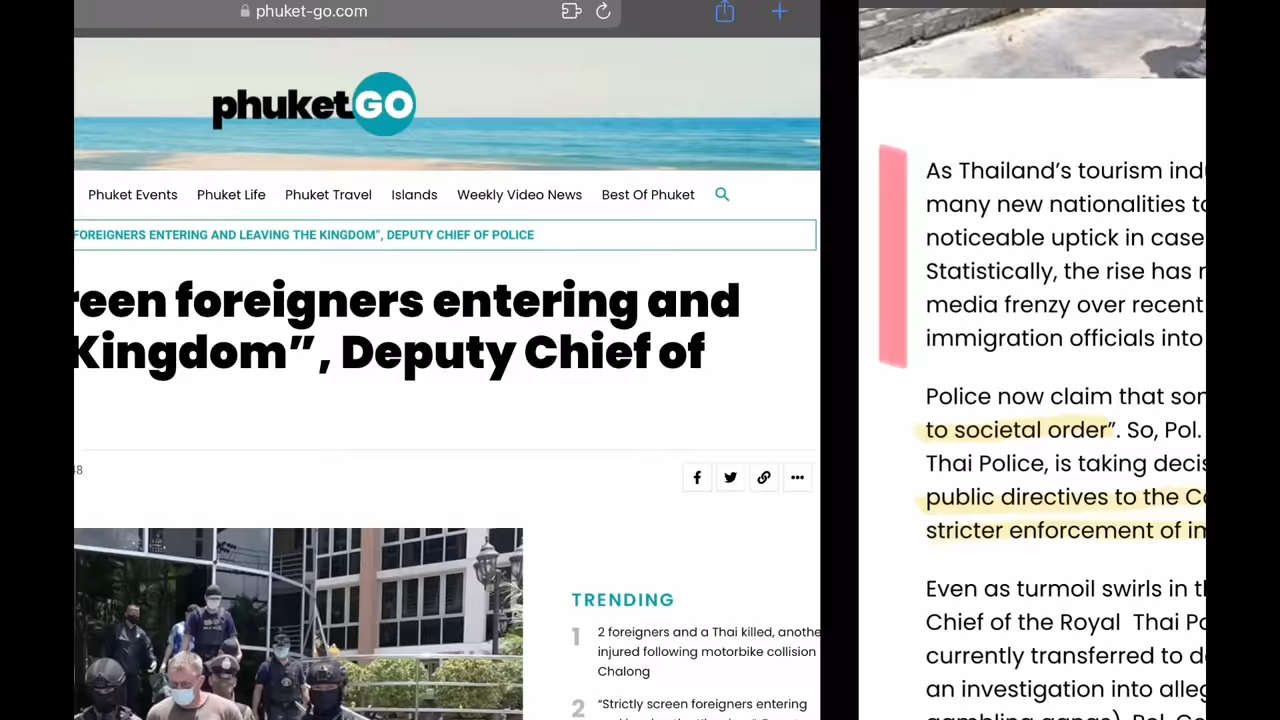 phuket-go.com
phuketGO
Phuket Events Phuket Life Phuket Travel Islands Weekly Video News Best Of Phuket
FOREIGNERS ENTERING AND LEAVING THE KINGDOM”, DEPUTY CHIEF OF POLICE
reen foreigners entering and
Kingdom”, Deputy Chief of
48
TRENDING
1 2 foreigners and a Thai killed, anothe
injured following motorbike collision
Chalong
2 “Strictly screen foreigners entering
As Thailand’s tourism ind
many new nationalities to
noticeable uptick in case
Statistically, the rise has
media frenzy over recent
immigration officials into
Police now claim that
to societal order”. So, Pol.
Thai Police, is taking deci
public directives to the
stricter enforcement of
Even as turmoil swirls in
Chief of the Royal Thai
currently transferred to
an investigation into